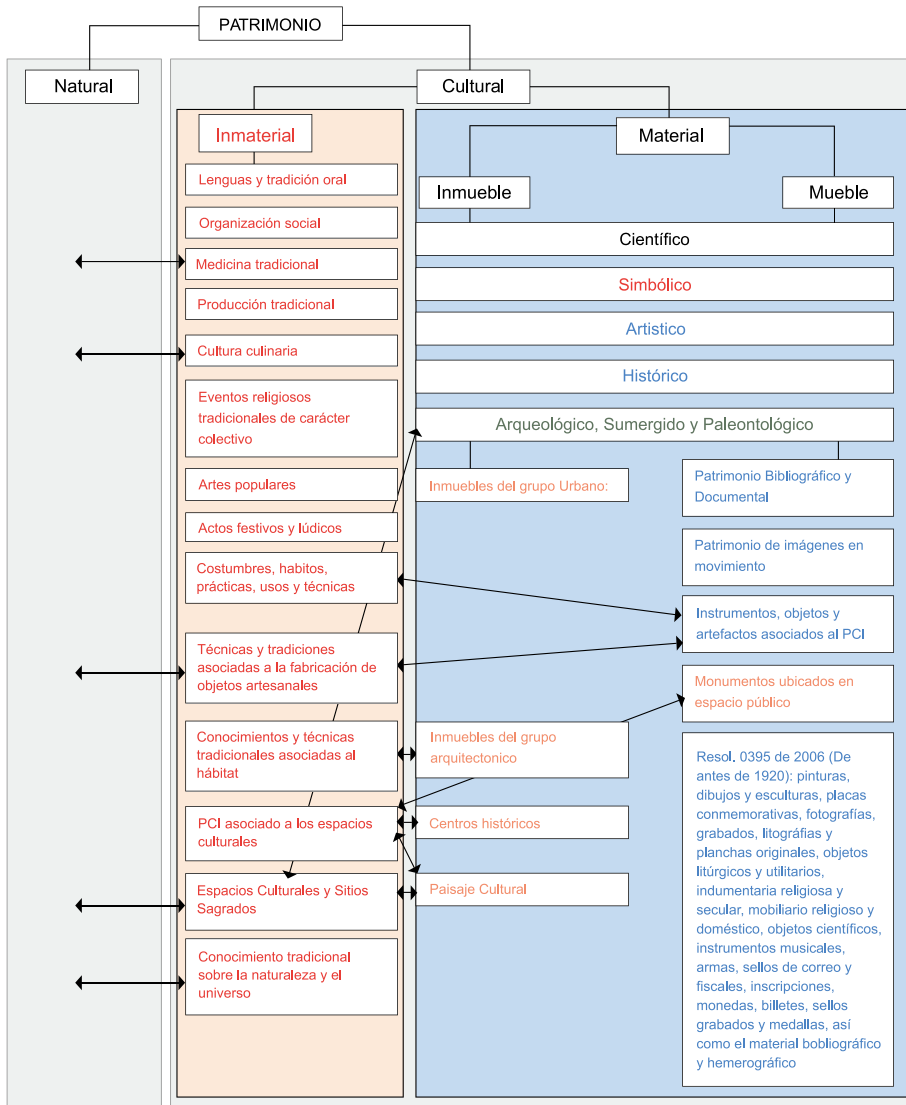 PATRIMONIO
Natural
Cultural
Inmaterial
Lenguas y tradición oral
Organización social
Medicina tradicional
Producción tradicional
Cultura culinaria
Eventos religiosos
tradicionales de carácter
colectivo
Artes populares
Actos festivos y lúdicos
Costumbres, habitos,
prácticas, usos y técnicas
Técnicas y tradiciones
asociadas a la fabricación de
objetos artesanales
Conocimientos y técnicas
tradicionales asociadas al
hábitat
PCI asociado a los espacios
culturales
Espacios Culturales y Sitios
Sagrados
Conocimiento tradicional
sobre la naturaleza y el
universo
Material
Inmueble
Mueble
Científico
Simbólico
Artistico
Histórico
Arqueológico, Sumergido y Paleontológico
Inmuebles del grupo Urbano:
Inmuebles del grupo
arquitectonico
Centros históricos
Paisaje Cultural
Patrimonio Bibliográfico y
Documental
Patrimonio de imágenes en
movimiento
Instrumentos, objetos y
artefactos asociados al PCI
Monumentos ubicados en
espacio público
Resol. 0395 de 2006 (De
antes de 1920): pinturas,
dibujos y esculturas, placas
conmemorativas, fotografías,
grabados, litográfias y
planchas originales, objetos
litúrgicos y utilitarios,
indumentaria religiosa y
secular, mobiliario religioso y
doméstico, objetos científicos,
instrumentos musicales,
armas, sellos de correo y
fiscales, inscripciones,
monedas, billetes, sellos
grabados y medallas, así
como el material bobliográfico
y hemerográfico